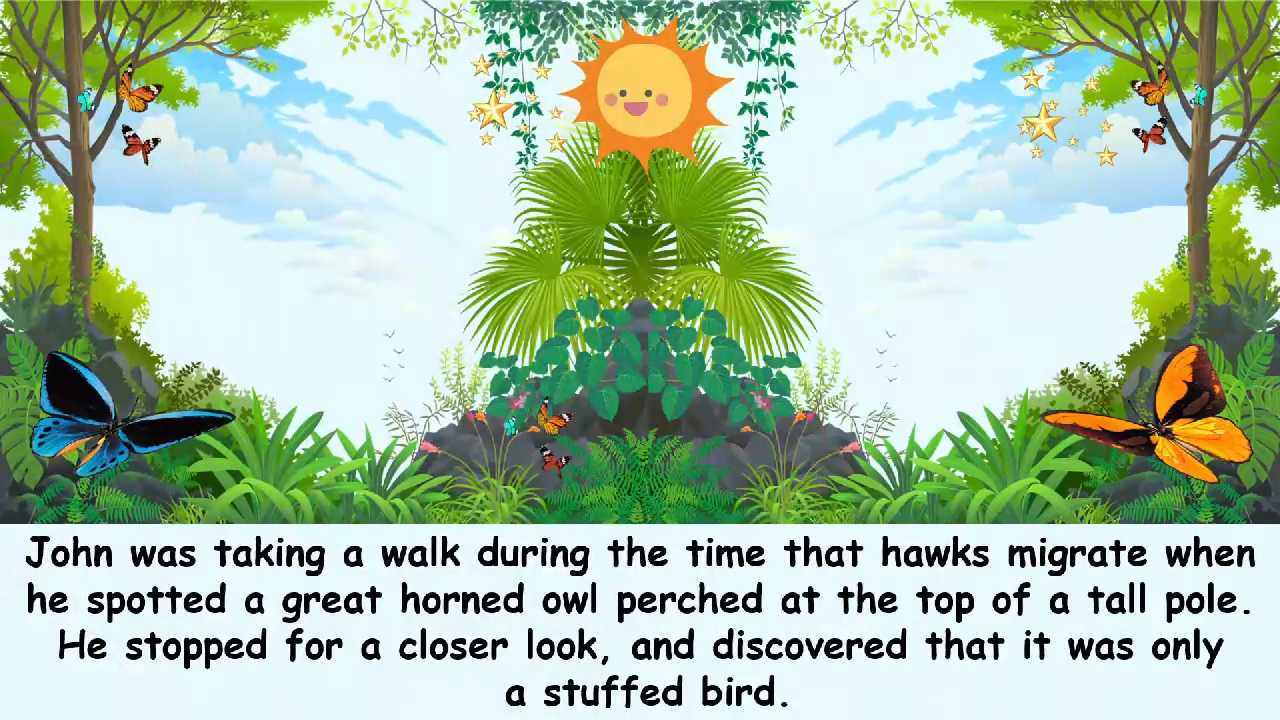 John was taking a walk during the time that hawks migrate when
he spotted a great horned owl perched at the top of a tall pole.
He stopped for a closer look, and discovered that it was only
a stuffed bird.